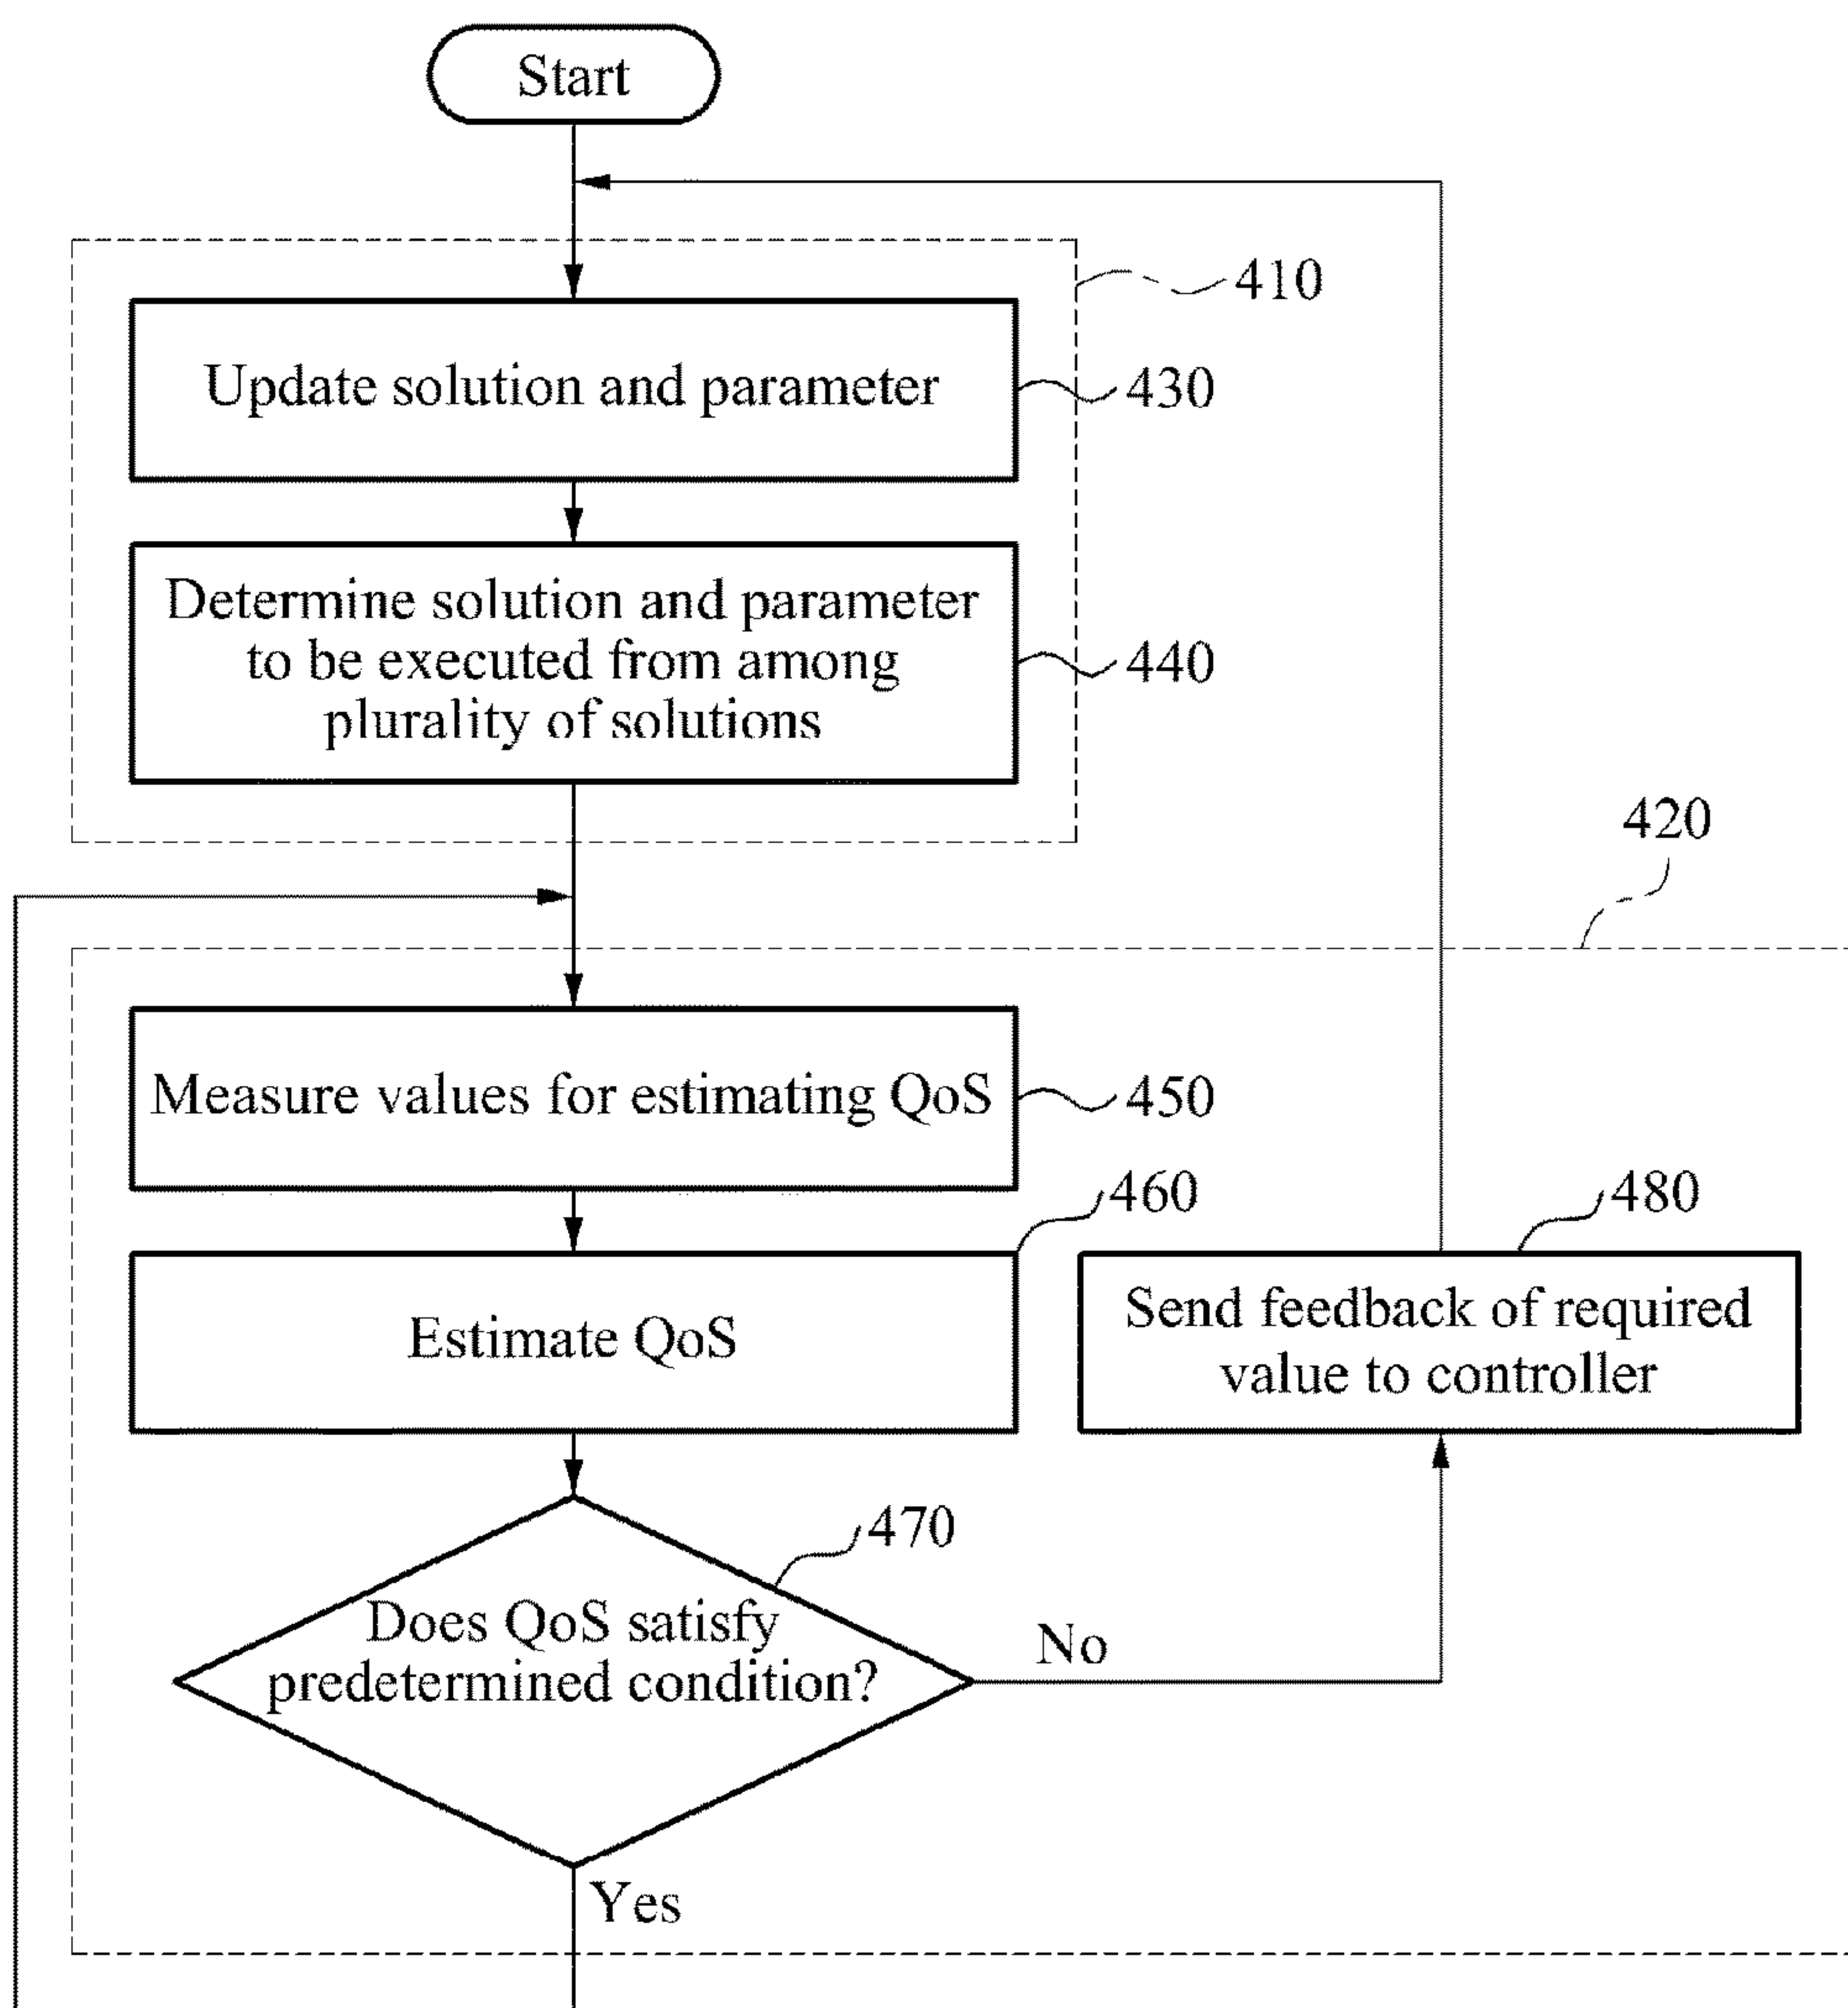 Start
410
Update solution and parameter
430
Determine solution and parameter
to be executed from among
plurality of solutions
440
420
Measure values for estimating QoS
450
460
480
Estimate QoS
Send feedback of required
value to controller
470
Does QoS satisfy
predetermined condition?
No
Yes